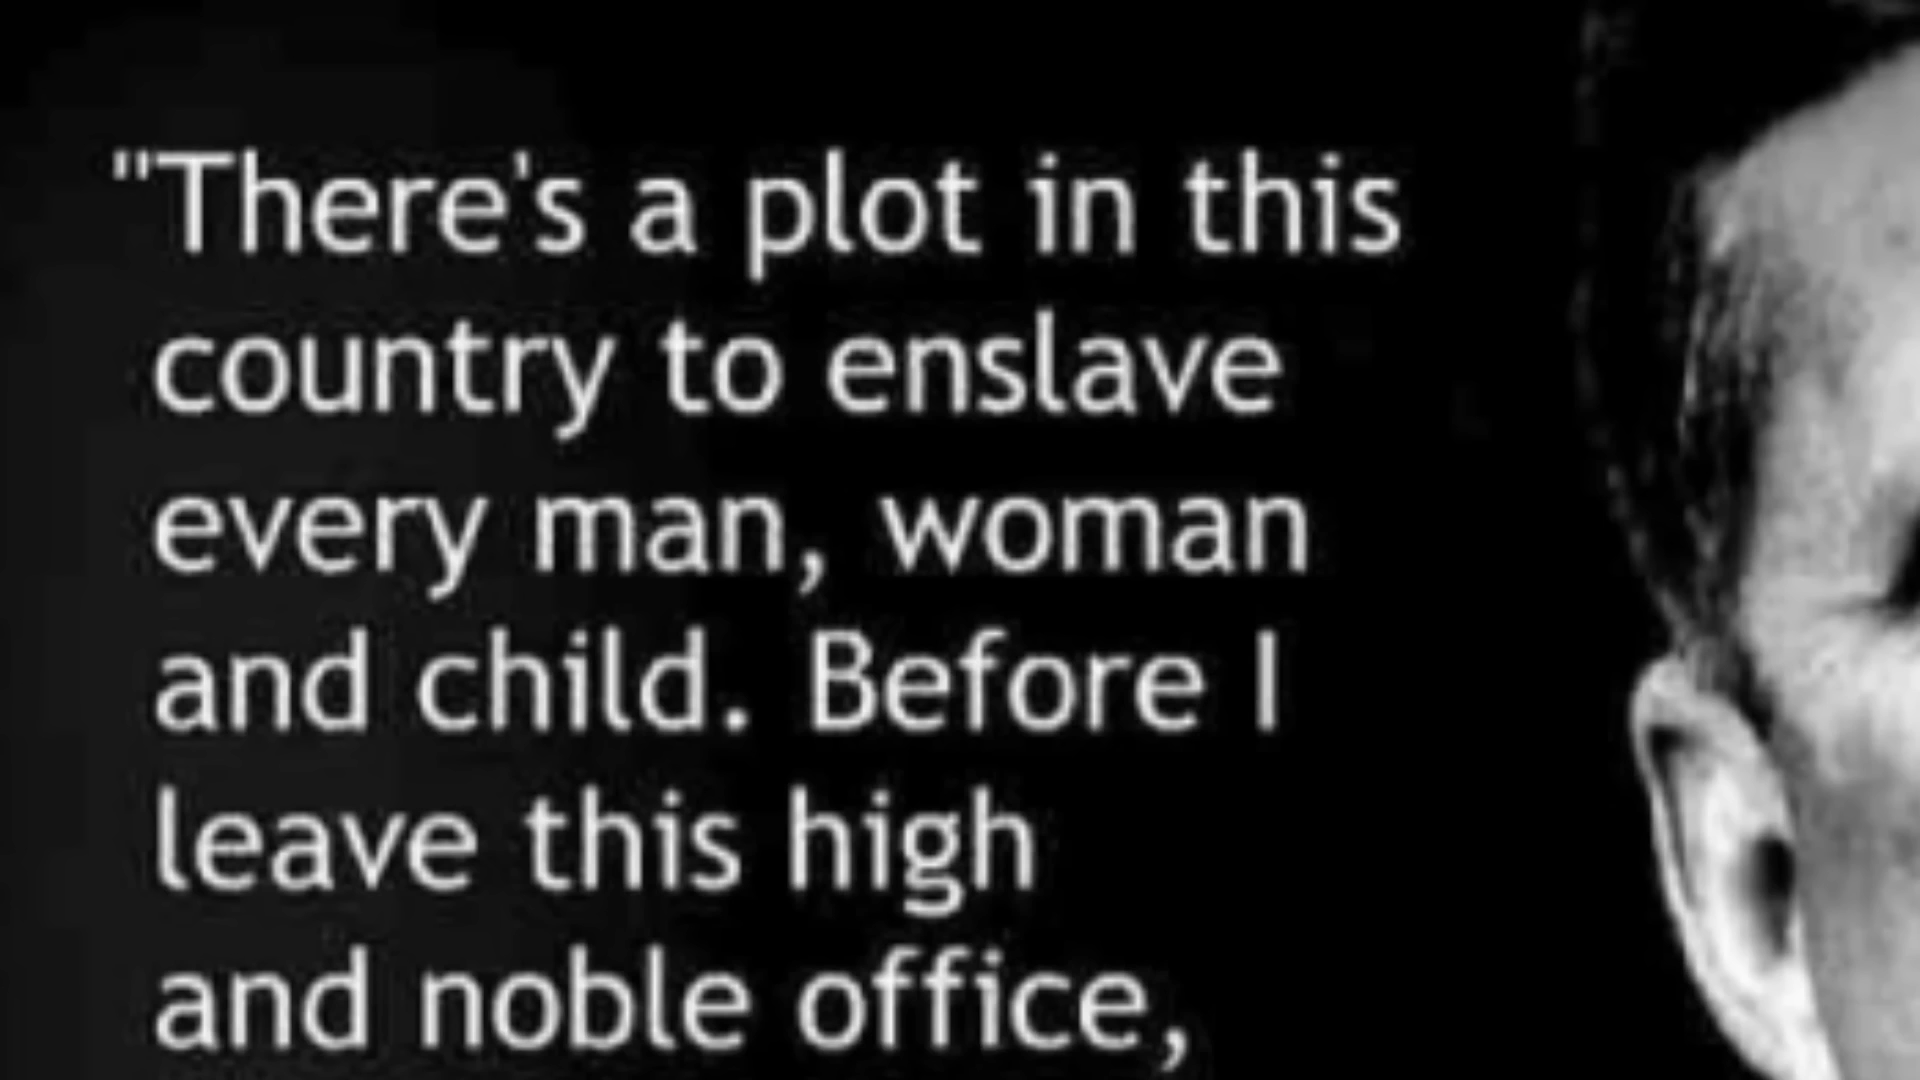 "There's a plot in this
country to enslave
every man, woman
and child. Before I
leave this high
and noble office,